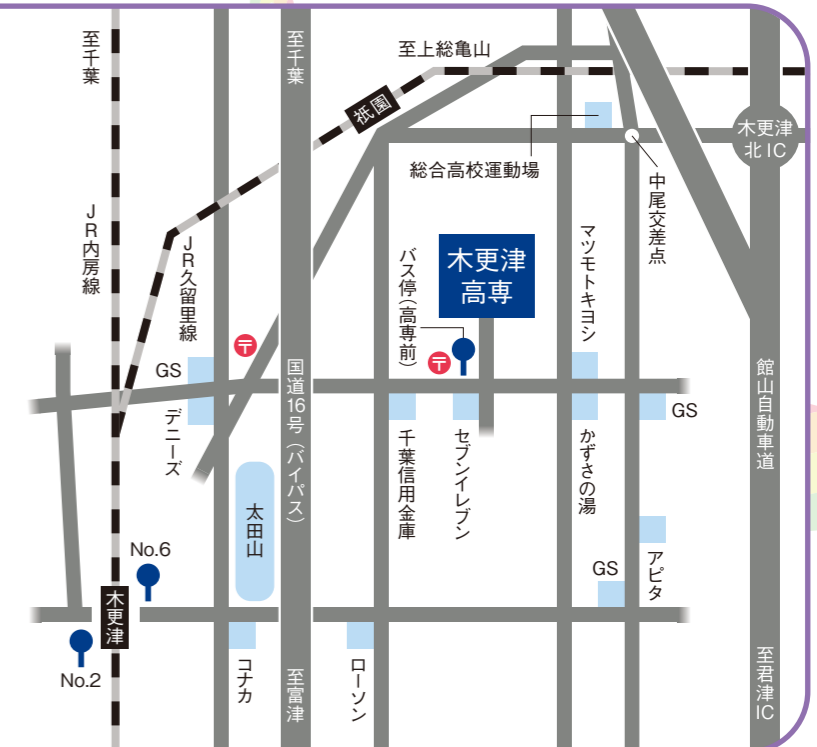 至千葉
至千葉
至上総亀山
祇園
木更津
北 IC
総合高校運動場
中尾交差点
JR内房線
JR久留里線
バス停(高専前)
木更津
高専
マツモトキヨシ
〒
〒
GS
デニーズ
国道16号(バイパス)
館山自動車道
GS
千葉信用金庫
セブンイレブン
かずさの湯
太田山
No.6
GS
アピタ
木更津
No.2
コナカ
至富津
ローソン
至君津IC